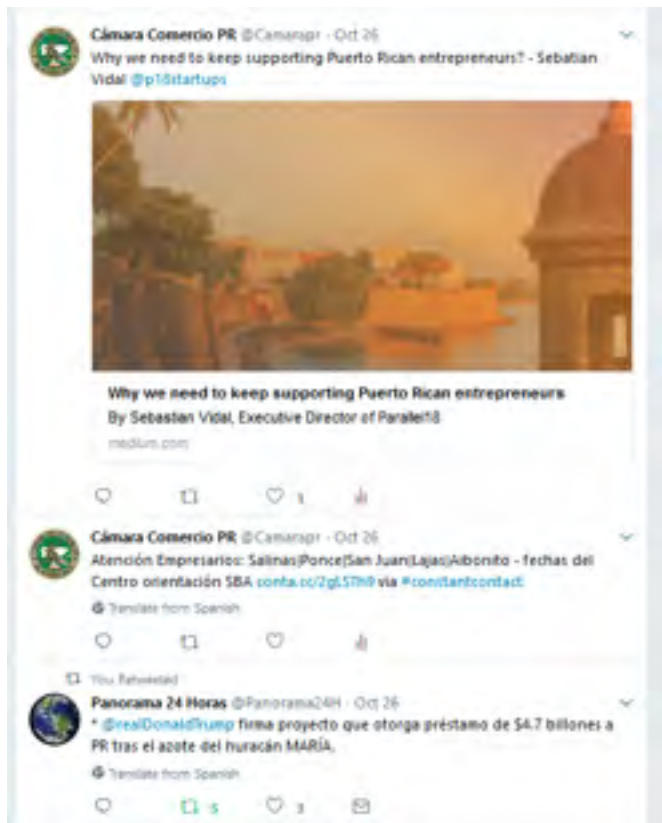 Cámara Comercio PR @Camarapr · Oct 26
Why we need to keep supporting Puerto Rican entrepreneurs? - Sebatian
Vidal @p18startups
Why we need to keep supporting Puerto Rican entrepreneurs
By Sebastian Vidal, Executive Director of Parallel18
medium.com
1
Cámara Comercio PR @Camarapr · Oct 26
Atención Empresarios: Salinas|Ponce|San Juan|Lajas|Aibonito - fechas del
Centro orientación SBA via #constantcontact
Translate from Spanish
You Retweeted
Panorama 24 Horas @Panorama24H · Oct 26
* @realDonaldTrump firma proyecto que otorga préstamo de $4.7 billones a
PR tras el azote del huracán MARÍA.
Translate from Spanish
5 3